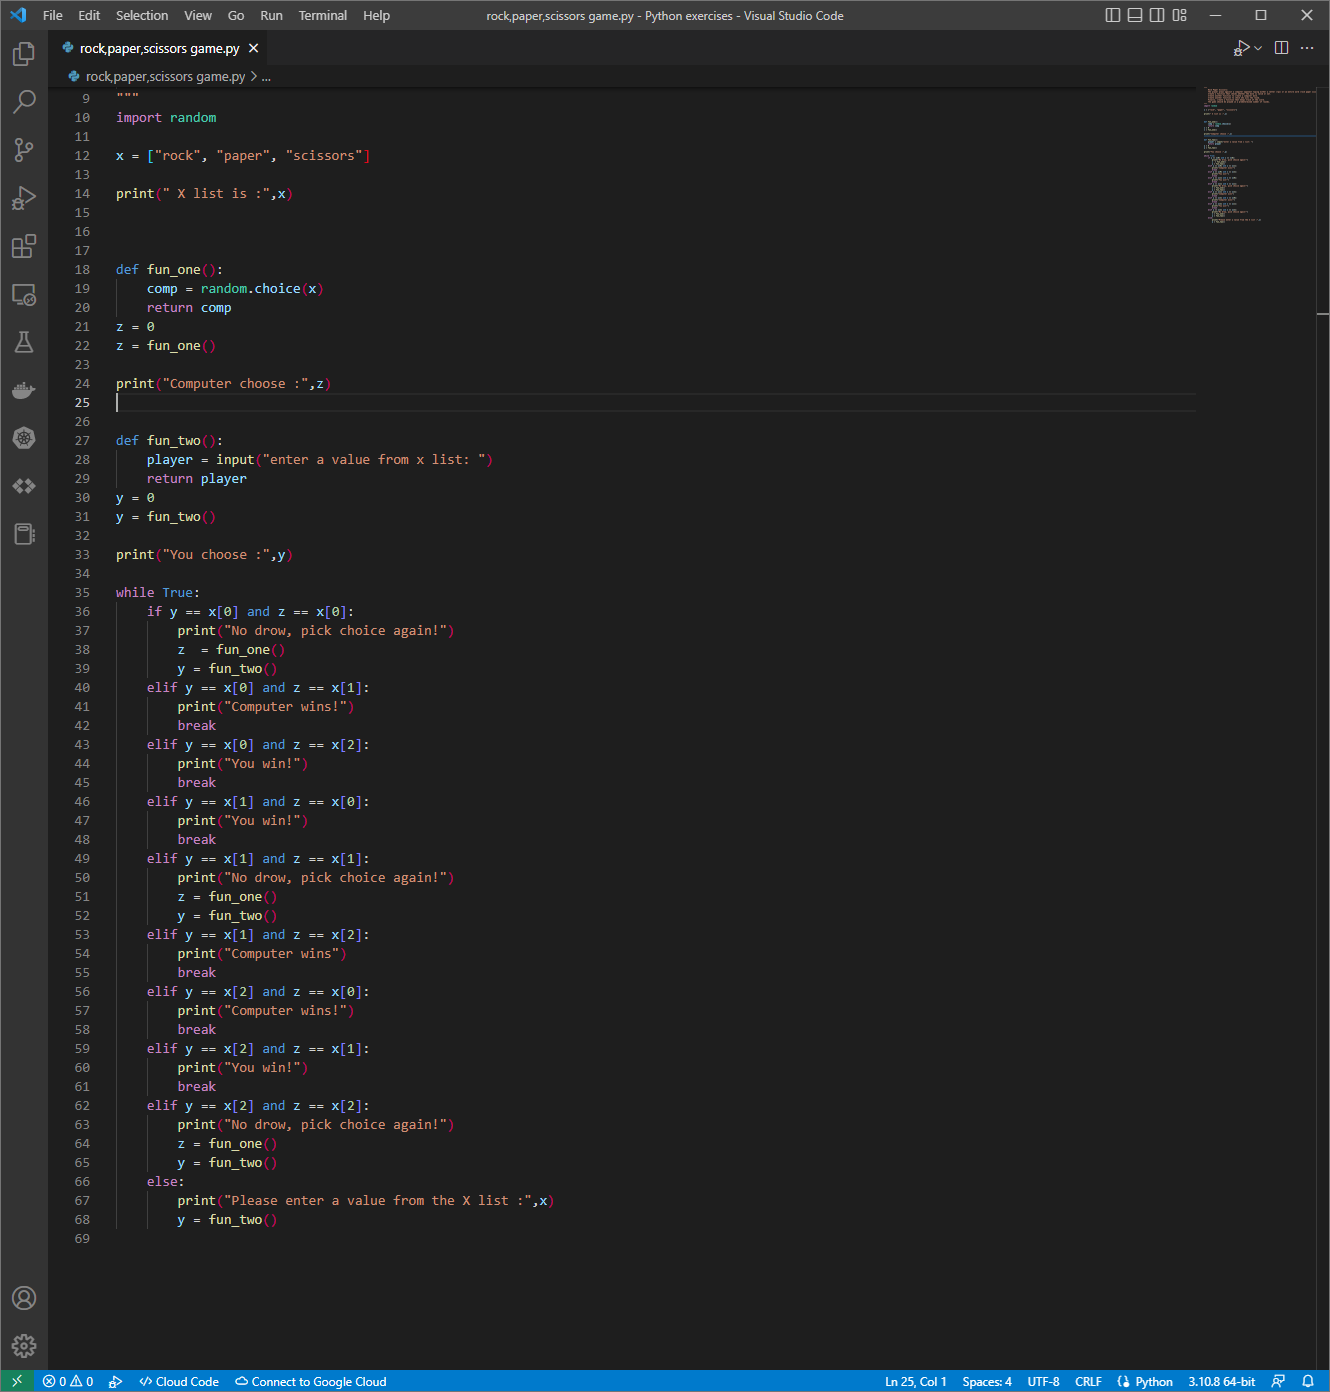 File Edit Selection View Go Run Terminal Help rock,paper,scissors game.py - Python exercises - Visual Studio Code
rock,paper,scissors game.py
rock,paper,scissors game.py > ...
9 """
10 import random
11
12 x = ["rock", "paper", "scissors"]
13
14 print(" X list is :",x)
15
16
17
18 def fun_one():
19     comp = random.choice(x)
20     return comp
21 z = 0
22 z = fun_one()
23
24 print("Computer choose :",z)
25
26
27 def fun_two():
28     player = input("enter a value from x list: ")
29     return player
30 y = 0
31 y = fun_two()
32
33 print("You choose :",y)
34
35 while True:
36     if y == x[0] and z == x[0]:
37         print("No drow, pick choice again!")
38         z  = fun_one()
39         y = fun_two()
40     elif y == x[0] and z == x[1]:
41         print("Computer wins!")
42         break
43     elif y == x[0] and z == x[2]:
44         print("You win!")
45         break
46     elif y == x[1] and z == x[0]:
47         print("You win!")
48         break
49     elif y == x[1] and z == x[1]:
50         print("No drow, pick choice again!")
51         z = fun_one()
52         y = fun_two()
53     elif y == x[1] and z == x[2]:
54         print("Computer wins")
55         break
56     elif y == x[2] and z == x[0]:
57         print("Computer wins!")
58         break
59     elif y == x[2] and z == x[1]:
60         print("You win!")
61         break
62     elif y == x[2] and z == x[2]:
63         print("No drow, pick choice again!")
64         z = fun_one()
65         y = fun_two()
66     else:
67         print("Please enter a value from the X list :",x)
68         y = fun_two()
69
0 0 Cloud Code Connect to Google Cloud Ln 25, Col 1 Spaces: 4 UTF-8 CRLF Python 3.10.8 64-bit